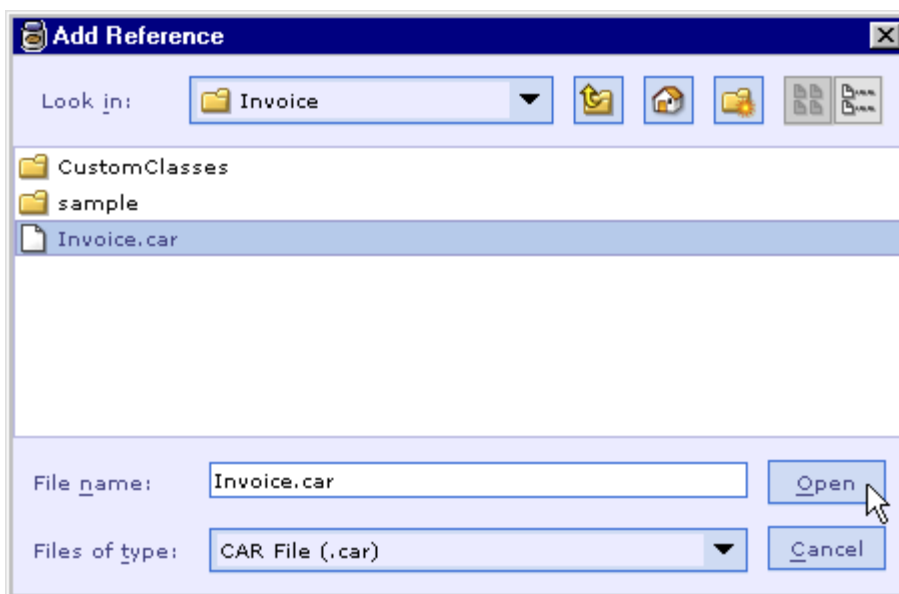 Add Reference
Look in: Invoice
CustomClasses
sample
Invoice.car
File name: Invoice.car Open
Files of type: CAR File (.car) Cancel